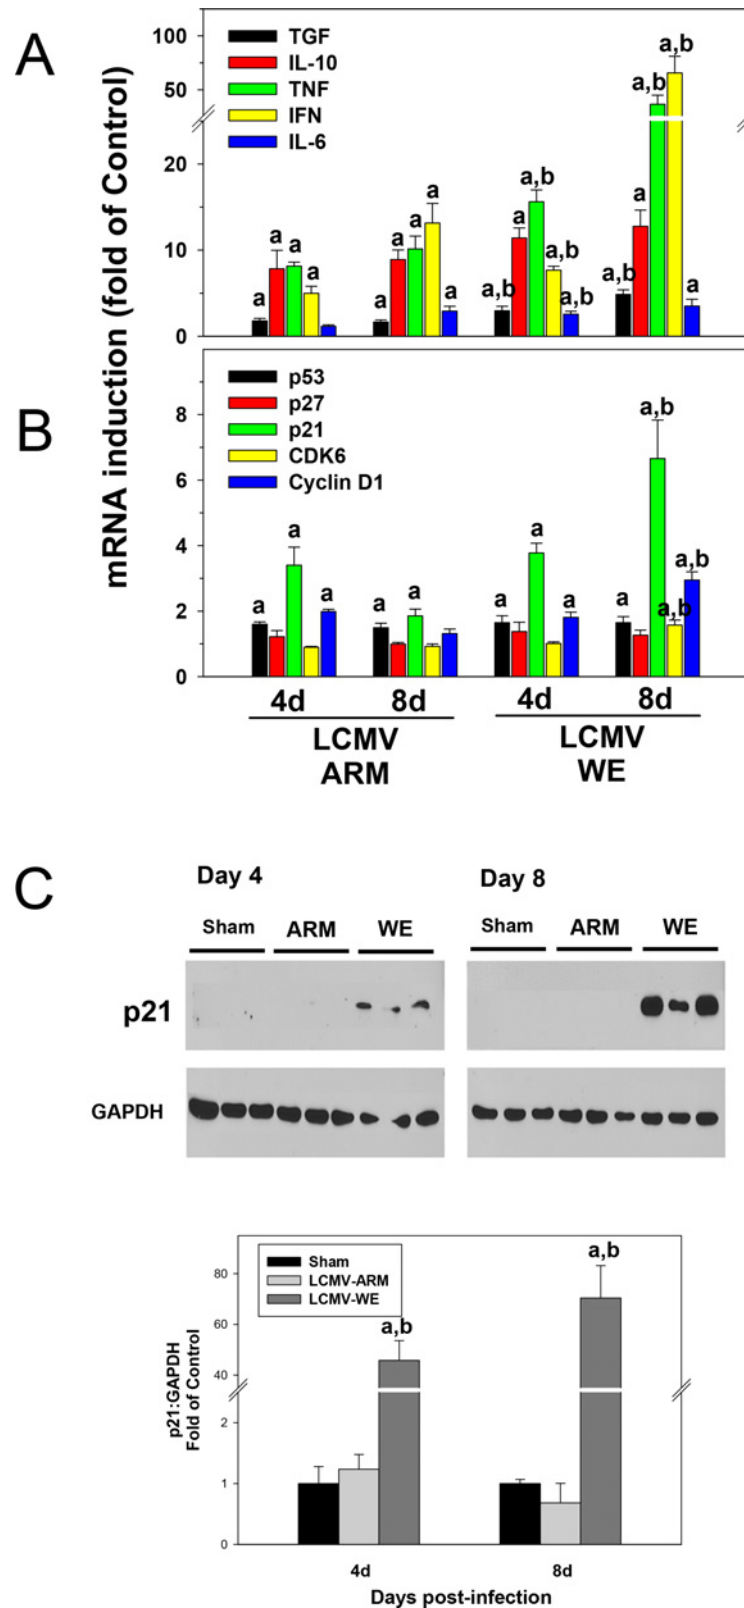 A
mRNA induction (fold of Control)
TGF
IL-10
TNF
IFN
IL-6
100
50
20
10
0
a a a a
a a a a a
a,b a a,b a,b a,b
a,b a a,b a,b a
B
p53
p27
p21
CDK6
Cyclin D1
8
6
4
2
0
a a a
a a
a a a
a a,b a,b a,b
4d 8d 4d 8d
LCMV LCMV
ARM WE
C
Day 4 Day 8
Sham ARM WE Sham ARM WE
p21
GAPDH
p21:GAPDH
Fold of Control
Sham
LCMV-ARM
LCMV-WE
80
60
40
2
1
0
a,b
a,b
4d 8d
Days post-infection